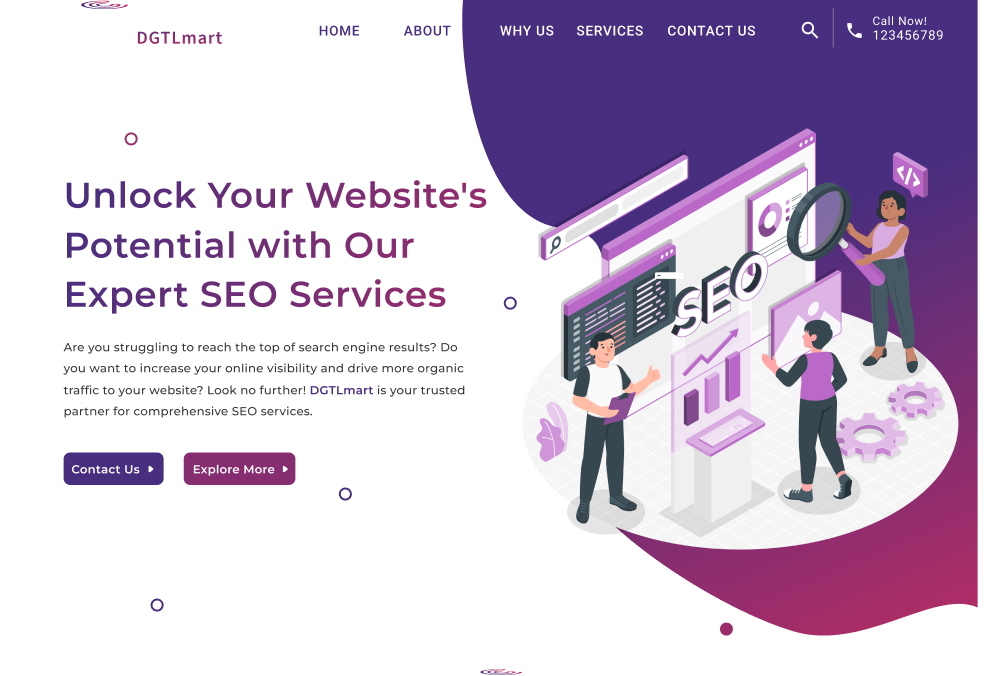 DGTLmart
HOME
ABOUT
WHY US
SERVICES
CONTACT US
Call Now!
123456789
Unlock Your Website's
Potential with Our
Expert SEO Services
Are you struggling to reach the top of search engine results? Do
you want to increase your online visibility and drive more organic
traffic to your website? Look no further! DGTLmart is your trusted
partner for comprehensive SEO services.
Contact Us
Explore More
</>
SEO